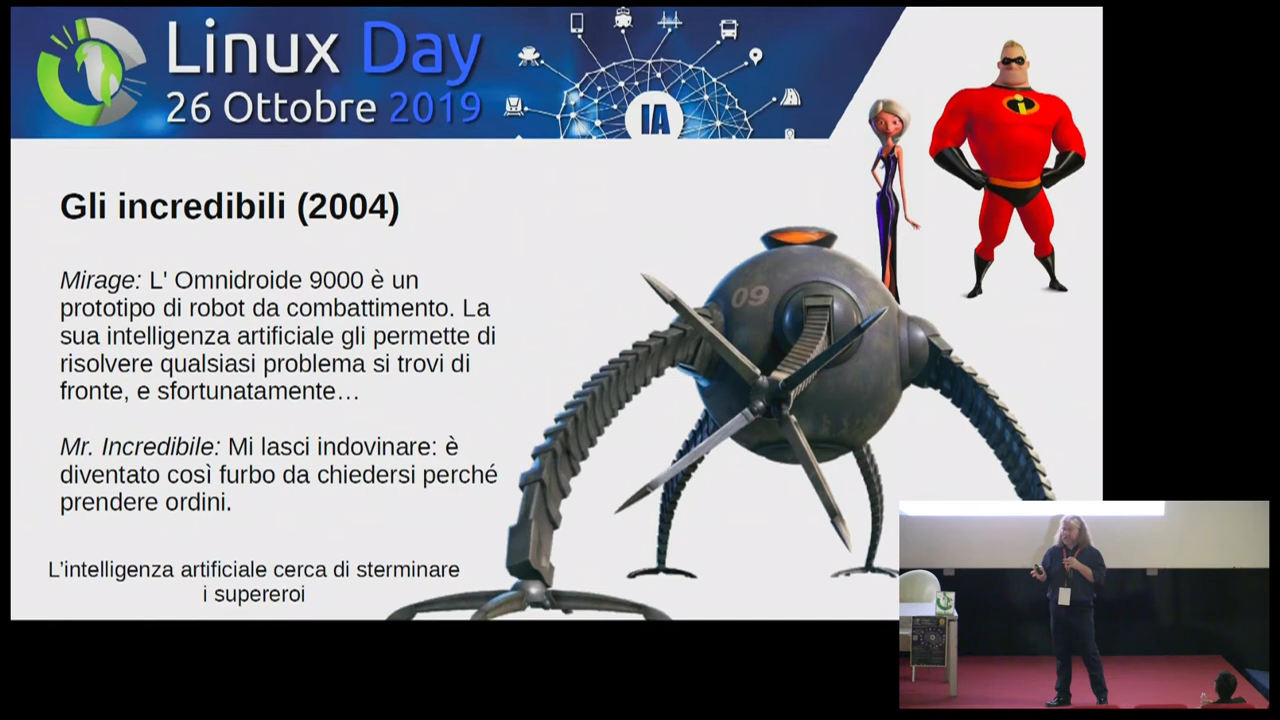 Linux Day
26 Ottobre 2019
IA
Gli incredibili (2004)
Mirage: L' Omnidroide 9000 è un
prototipo di robot da combattimento. La
sua intelligenza artificiale gli permette di
risolvere qualsiasi problema si trovi di
fronte, e sfortunatamente…
Mr. Incredibile: Mi lasci indovinare: è
diventato così furbo da chiedersi perché
prendere ordini.
L'intelligenza artificiale cerca di sterminare
i supereroi
09